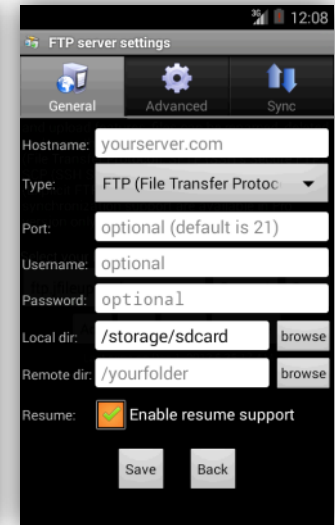 3G 12:08
FTP server settings
General Advanced Sync
Hostname: yourserver.com
Type: FTP (File Transfer Protoc
Port: optional (default is 21)
Username: optional
Password: optional
Local dir: /storage/sdcard browse
Remote dir: /yourfolder browse
Resume: Enable resume support
Save Back